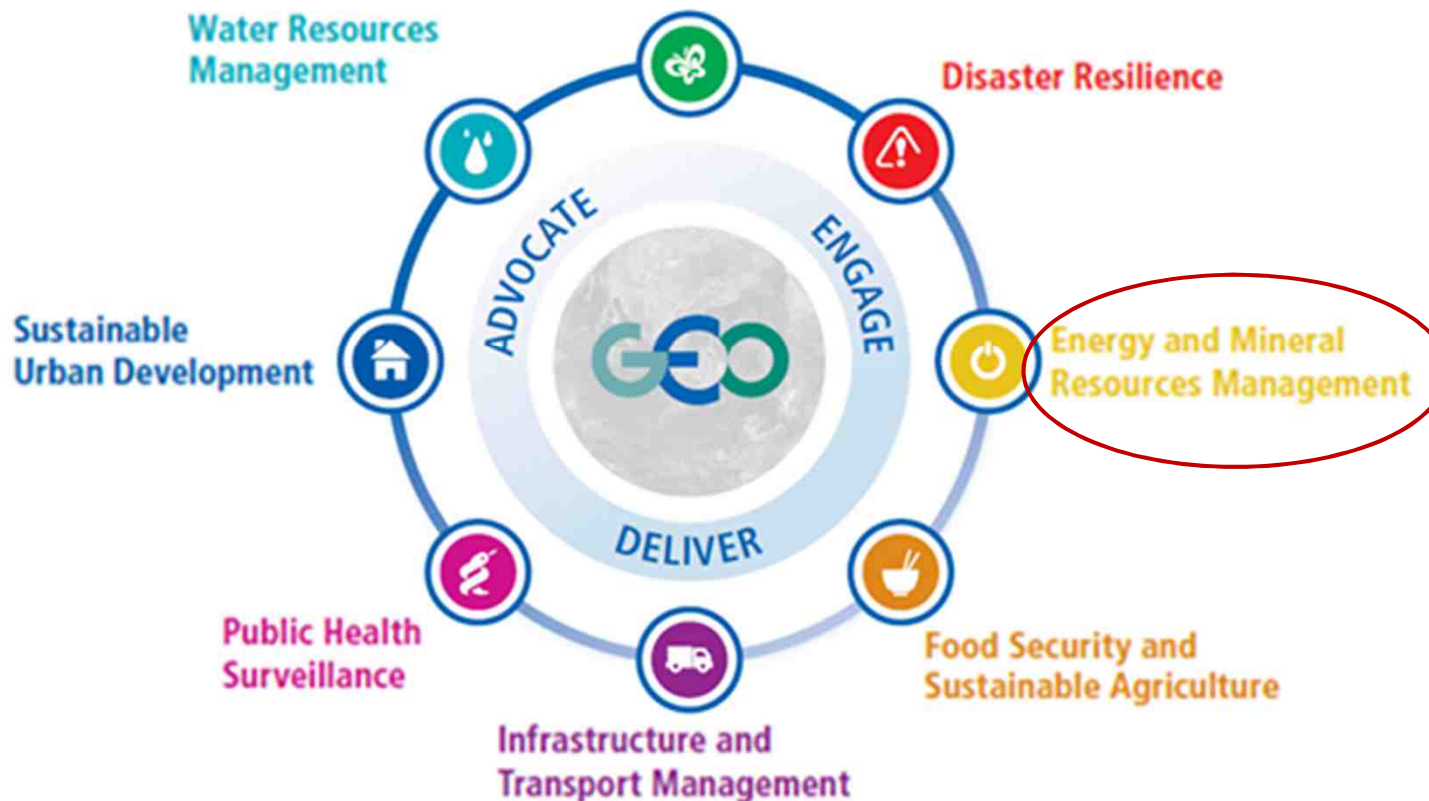 Water Resources
Management
Disaster Resilience
ADVOCATE
ENGAGE
GEO
Sustainable
Urban Development
Energy and Mineral
Resources Management
DELIVER
Public Health
Surveillance
Food Security and
Sustainable Agriculture
Infrastructure and
Transport Management